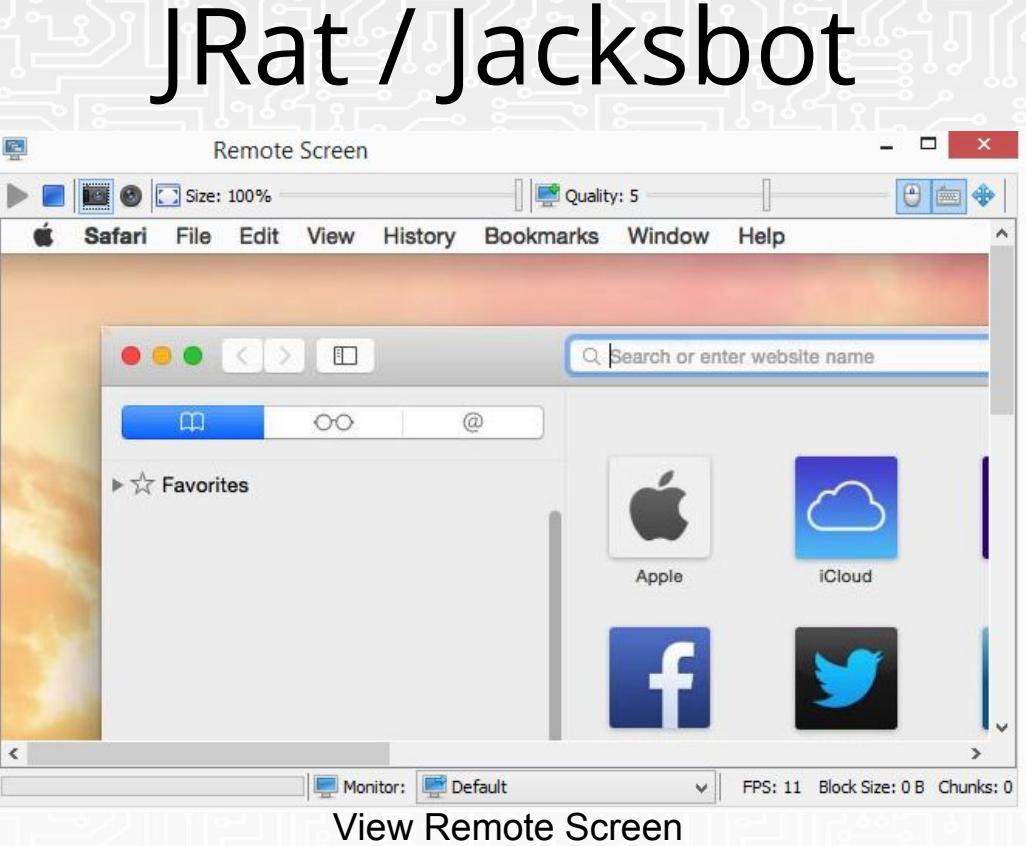 JRat / Jacksbot
Remote Screen
Size: 100% Quality: 5
Safari File Edit View History Bookmarks Window Help
Search or enter website name
@
Favorites
Apple iCloud
Monitor: Default FPS: 11 Block Size: 0 B Chunks: 0
View Remote Screen